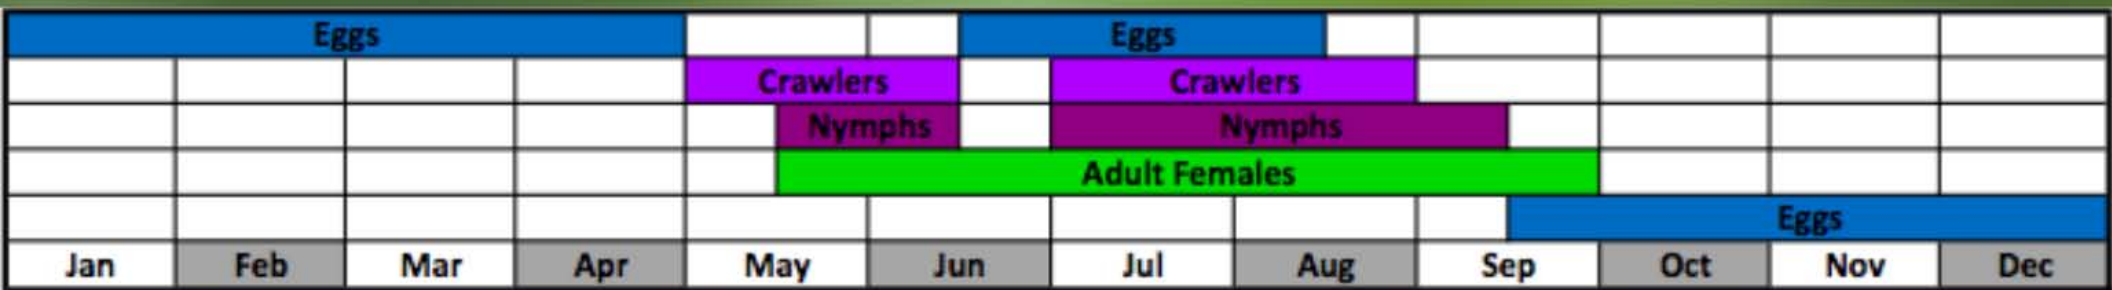 Eggs Eggs
Crawlers Crawlers
Nymphs Nymphs
Adult Females
Eggs
Jan Feb Mar Apr May Jun Jul Aug Sep Oct Nov Dec